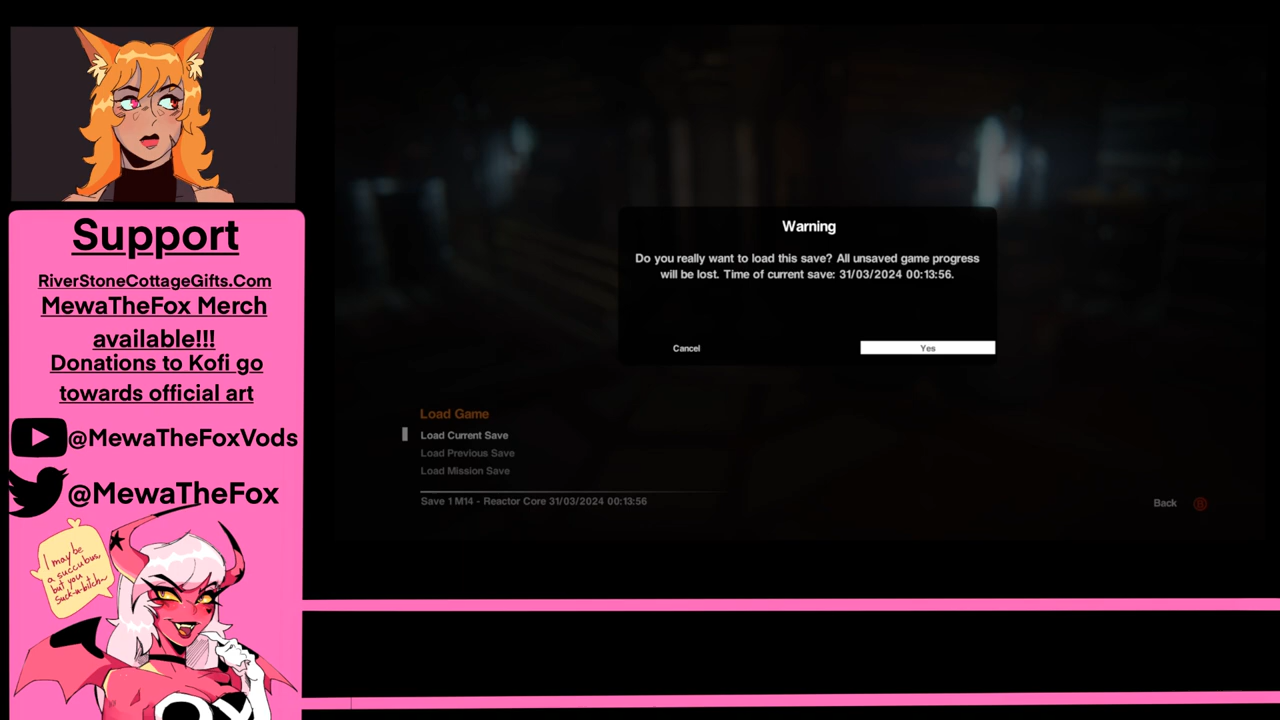 Support
RiverStoneCottageGifts.Com
MewaTheFox Merch
available!!!
Donations to Kofi go
towards official art
@MewaTheFoxVods
@MewaTheFox
I may be
a succubus,
but you
suck-a-bitch~
Warning
Do you really want to load this save? All unsaved game progress
will be lost. Time of current save: 31/03/2024 00:13:56.
Cancel
Yes
Load Game
Load Current Save
Load Previous Save
Load Mission Save
Save 1 M14 - Reactor Core 31/03/2024 00:13:56
Back